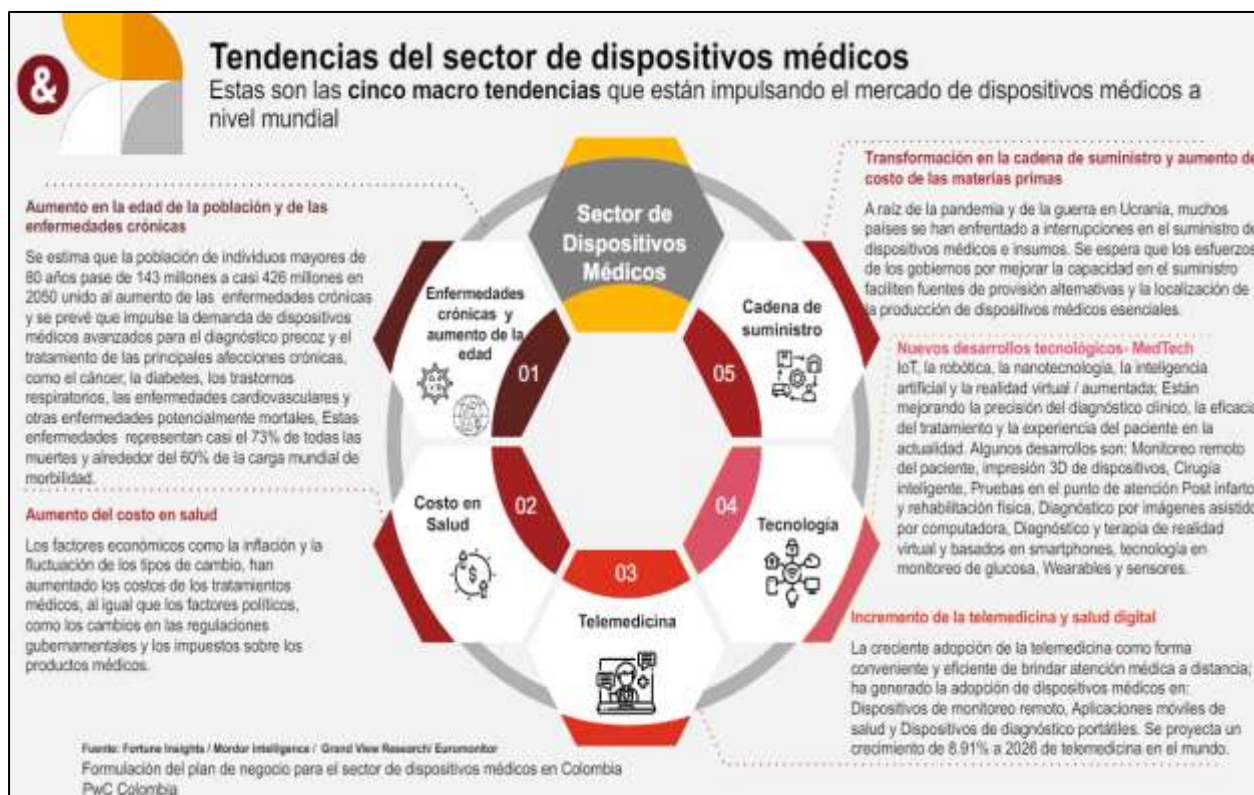 &
Tendencias del sector de dispositivos médicos
Estas son las cinco macro tendencias que están impulsando el mercado de dispositivos médicos a
nivel mundial
Aumento en la edad de la población y de las
enfermedades crónicas
Se estima que la población de individuos mayores de
80 años pase de 143 millones a casi 426 millones en
2050 unido al aumento de las enfermedades crónicas
y se prevé que impulse la demanda de dispositivos
médicos avanzados para el diagnóstico precoz y el
tratamiento de las principales afecciones crónicas,
como el cáncer, la diabetes, los trastornos
respiratorios, las enfermedades cardiovasculares y
otras enfermedades potencialmente mortales, Estas
enfermedades representan casi el 73% de todas las
muertes y alrededor del 60% de la carga mundial de
morbilidad.
Aumento del costo en salud
Los factores económicos como la inflación y la
fluctuación de los tipos de cambio, han
aumentado los costos de los tratamientos
médicos, al igual que los factores políticos,
como los cambios en las regulaciones
gubernamentales y los impuestos sobre los
productos médicos.
Sector de
Dispositivos
Médicos
Enfermedades
crónicas y
aumento de la
edad
01
Costo en
Salud
02
$
03
Telemedicina
04
Tecnología
05
Cadena de
suministro
Transformación en la cadena de suministro y aumento de
costo de las materias primas
A raíz de la pandemia y de la guerra en Ucrania, muchos
países se han enfrentado a interrupciones en el suministro de
dispositivos médicos e insumos. Se espera que los esfuerzos
de los gobiernos por mejorar la capacidad en el suministro
faciliten fuentes de provisión alternativas y la localización de
la producción de dispositivos médicos esenciales.
Nuevos desarrollos tecnológicos- MedTech
IoT, la robótica, la nanotecnología, la inteligencia
artificial y la realidad virtual / aumentada; Están
mejorando la precisión del diagnóstico clínico, la eficacia
del tratamiento y la experiencia del paciente en la
actualidad. Algunos desarrollos son: Monitoreo remoto
del paciente, impresión 3D de dispositivos, Cirugía
inteligente, Pruebas en el punto de atención Post infarto
y rehabilitación física, Diagnóstico por imágenes asistido
por computadora, Diagnóstico y terapia de realidad
virtual y basados en smartphones, tecnología en
monitoreo de glucosa, Wearables y sensores.
Incremento de la telemedicina y salud digital
La creciente adopción de la telemedicina como forma
conveniente y eficiente de brindar atención médica a distancia;
ha generado la adopción de dispositivos médicos en:
Dispositivos de monitoreo remoto, Aplicaciones móviles de
salud y Dispositivos de diagnóstico portátiles. Se proyecta un
crecimiento de 8.91% a 2026 de telemedicina en el mundo.
Fuente: Fortune Insights / Mordor Intelligence / Grand View Research/ Euromonitor
Formulación del plan de negocio para el sector de dispositivos médicos en Colombia
PwC Colombia